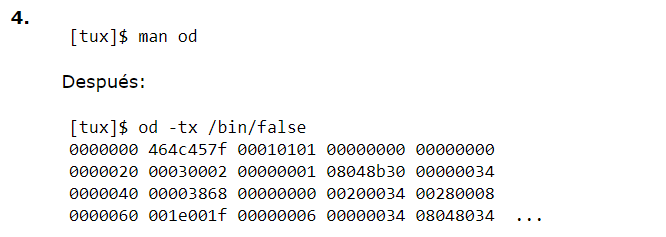 4.
[tux]$ man od
Después:
[tux]$ od -tx /bin/false
0000000 464c457f 00010101 00000000 00000000
0000020 00030002 00000001 08048b30 00000034
0000040 00003868 00000000 00200034 00280008
0000060 001e001f 00000006 00000034 08048034 ...